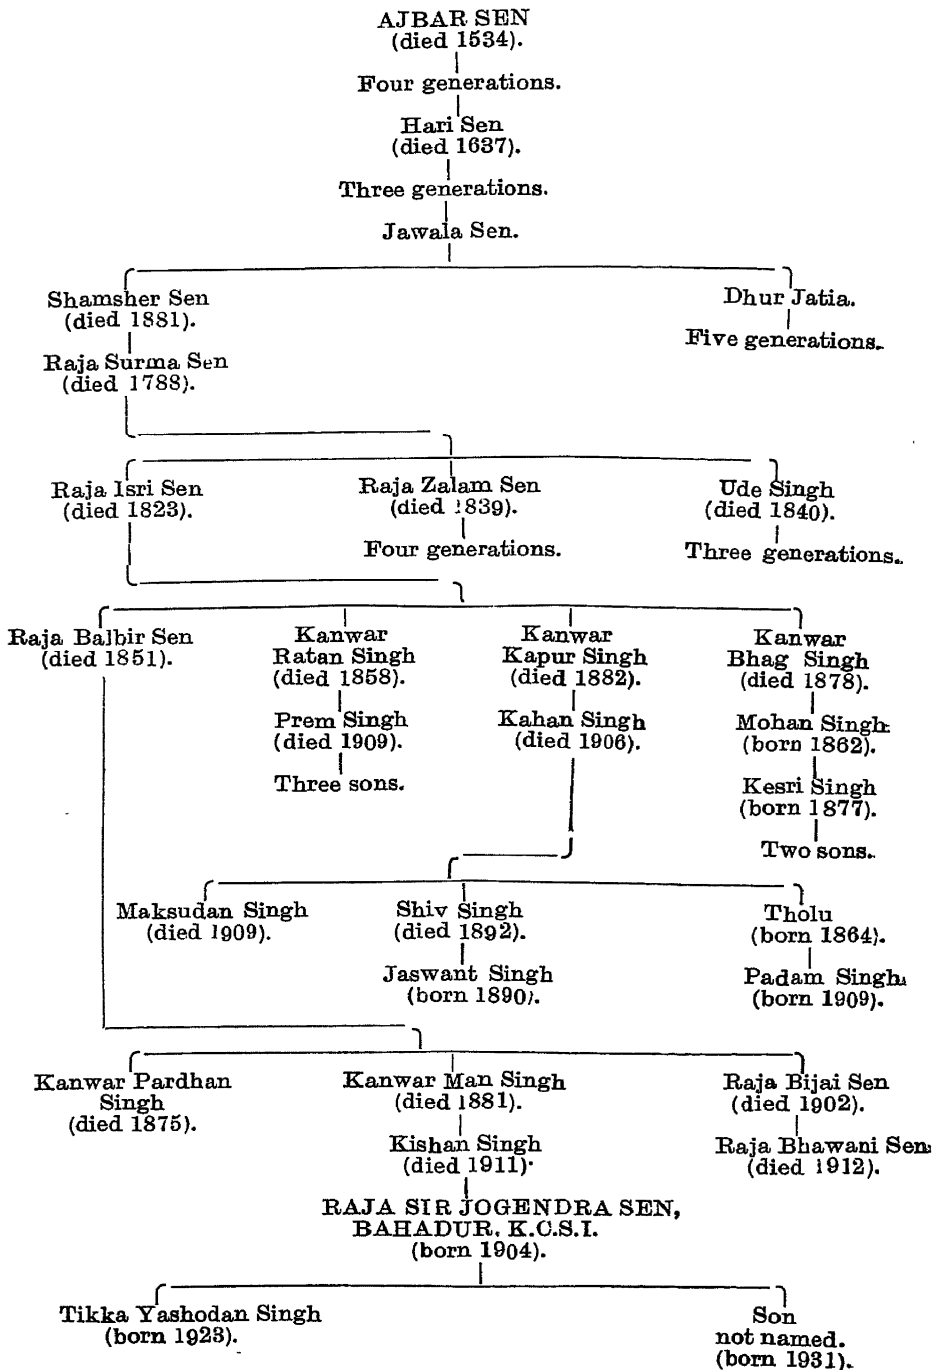 AJBAR SEN
(died 1534).
Four generations.
Hari Sen
(died 1637).
Three generations.
Jawala Sen.
Shamsher Sen
(died 1881).
Dhur Jatia.
Raja Surma Sen
(died 1788).
Five generations.
Raja Isri Sen
(died 1823).
Raja Zalam Sen
(died 1839).
Ude Singh
(died 1840).
Four generations.
Three generations.
Raja Balbir Sen
(died 1851).
Kanwar
Ratan Singh
(died 1858).
Kanwar
Kapur Singh
(died 1882).
Kanwar
Bhag Singh
(died 1878).
Prem Singh
(died 1909).
Kahan Singh
(died 1906).
Mohan Singh
(born 1862).
Three sons.
Kesri Singh
(born 1877).
Two sons.
Maksudan Singh
(died 1909).
Shiv Singh
(died 1892).
Tholu
(born 1864).
Jaswant Singh
(born 1890).
Padam Singh
(born 1909).
Kanwar Pardhan
Singh
(died 1875).
Kanwar Man Singh
(died 1881).
Raja Bijai Sen
(died 1902).
Kishan Singh
(died 1911).
Raja Bhawani Sen
(died 1912).
RAJA SIR JOGENDRA SEN,
BAHADUR, K.C.S.I.
(born 1904).
Tikka Yashodan Singh
(born 1923).
Son
not named.
(born 1931).